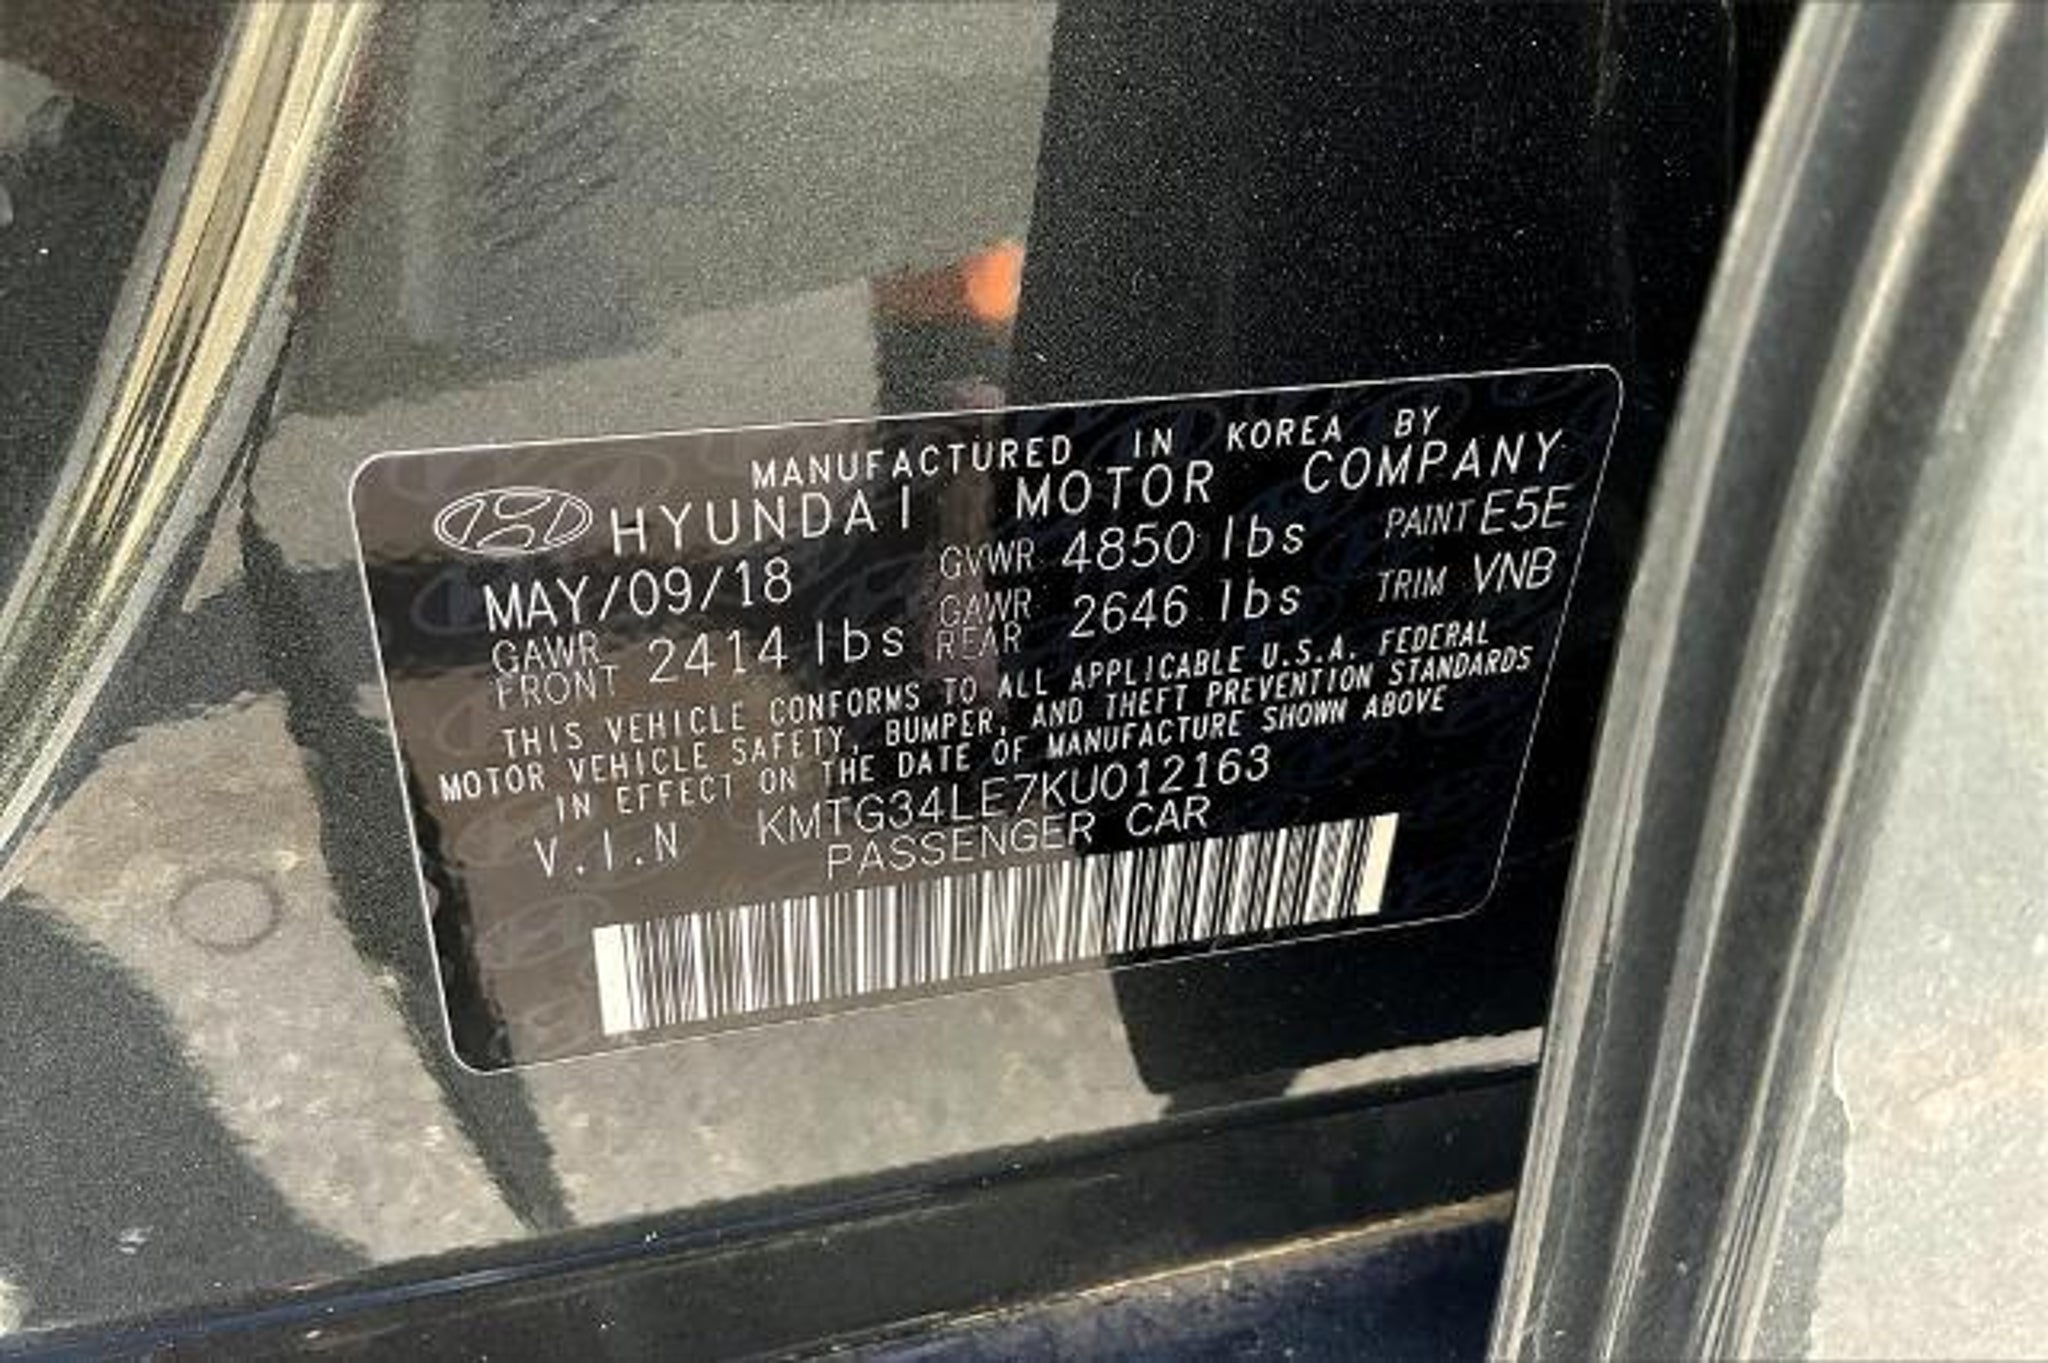 MANUFACTURED IN KOREA BY
HYUNDAI MOTOR COMPANY
MAY/09/18 GVWR 4850 lbs PAINT E5E
GAWR FRONT 2414 lbs GAWR REAR 2646 lbs TRIM VNB
THIS VEHICLE CONFORMS TO ALL APPLICABLE U.S.A. FEDERAL
MOTOR VEHICLE SAFETY, BUMPER, AND THEFT PREVENTION STANDARDS
IN EFFECT ON THE DATE OF MANUFACTURE SHOWN ABOVE
V.I.N KMTG34LE7KU012163
PASSENGER CAR